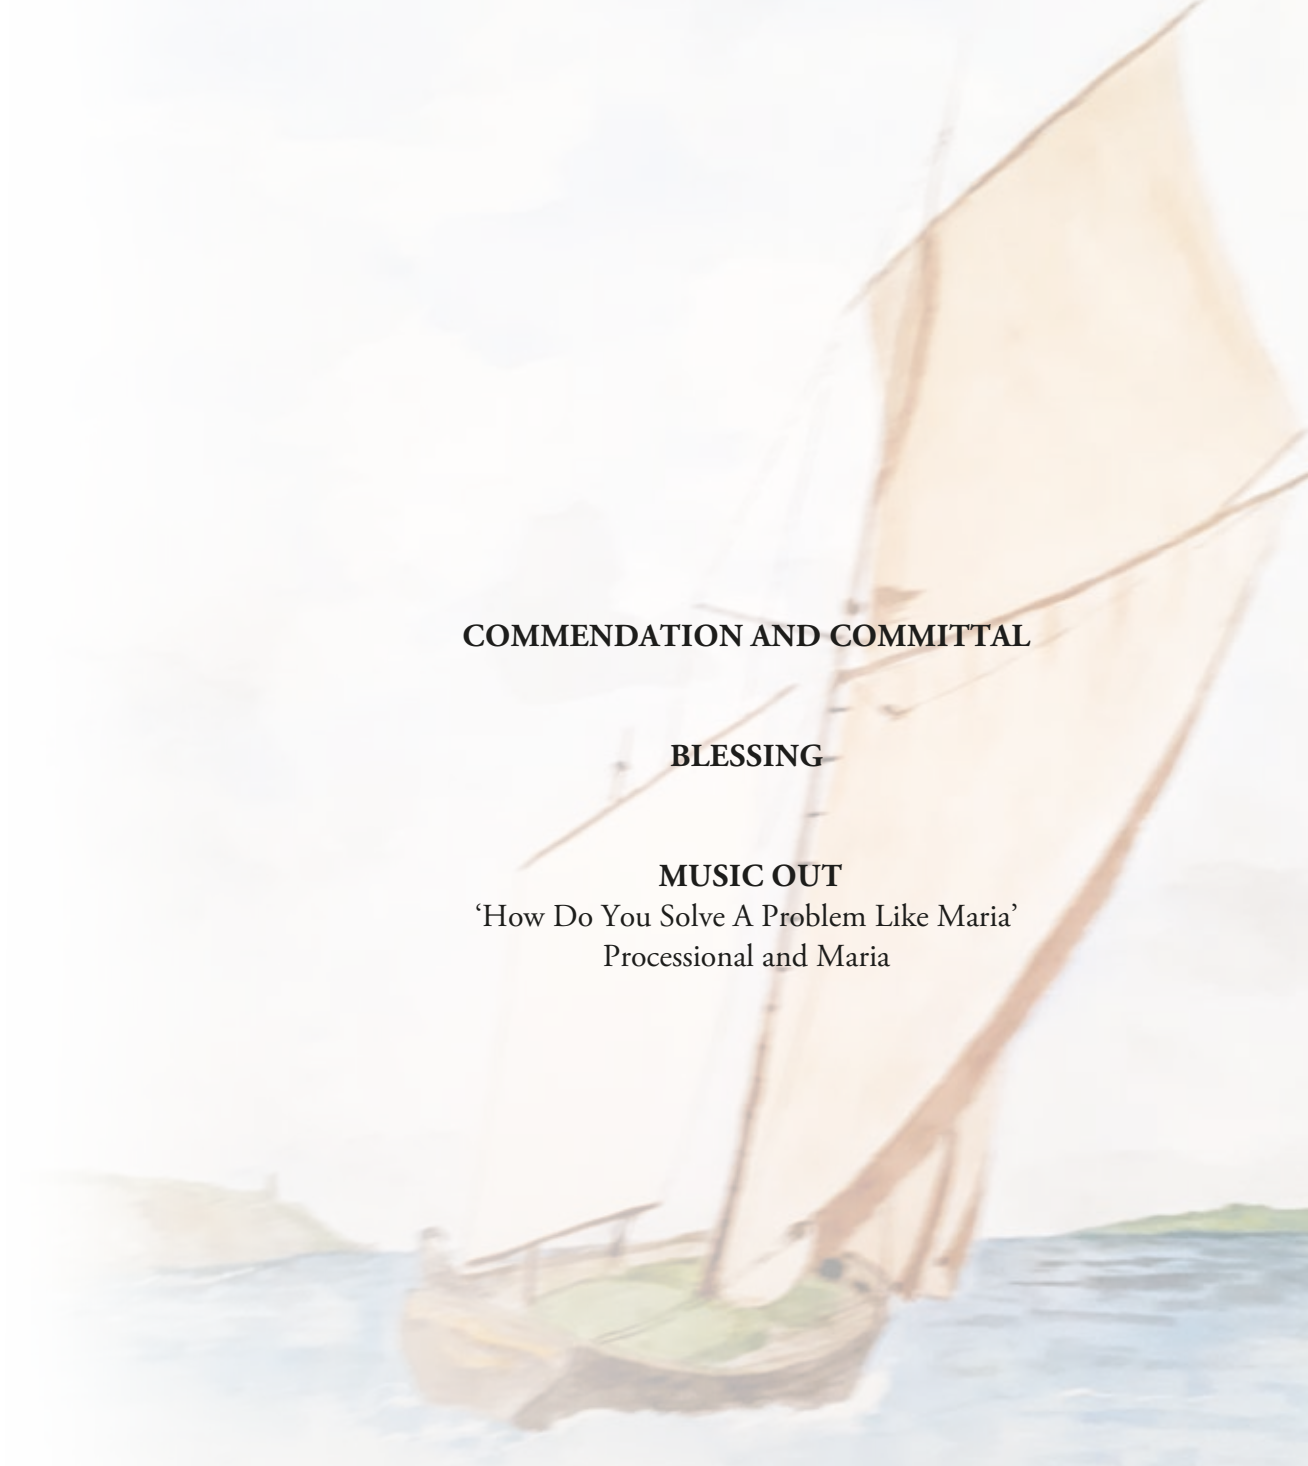 COMMENDATION AND COMMITTAL
BLESSING
MUSIC OUT
‘How Do You Solve A Problem Like Maria’
Processional and Maria